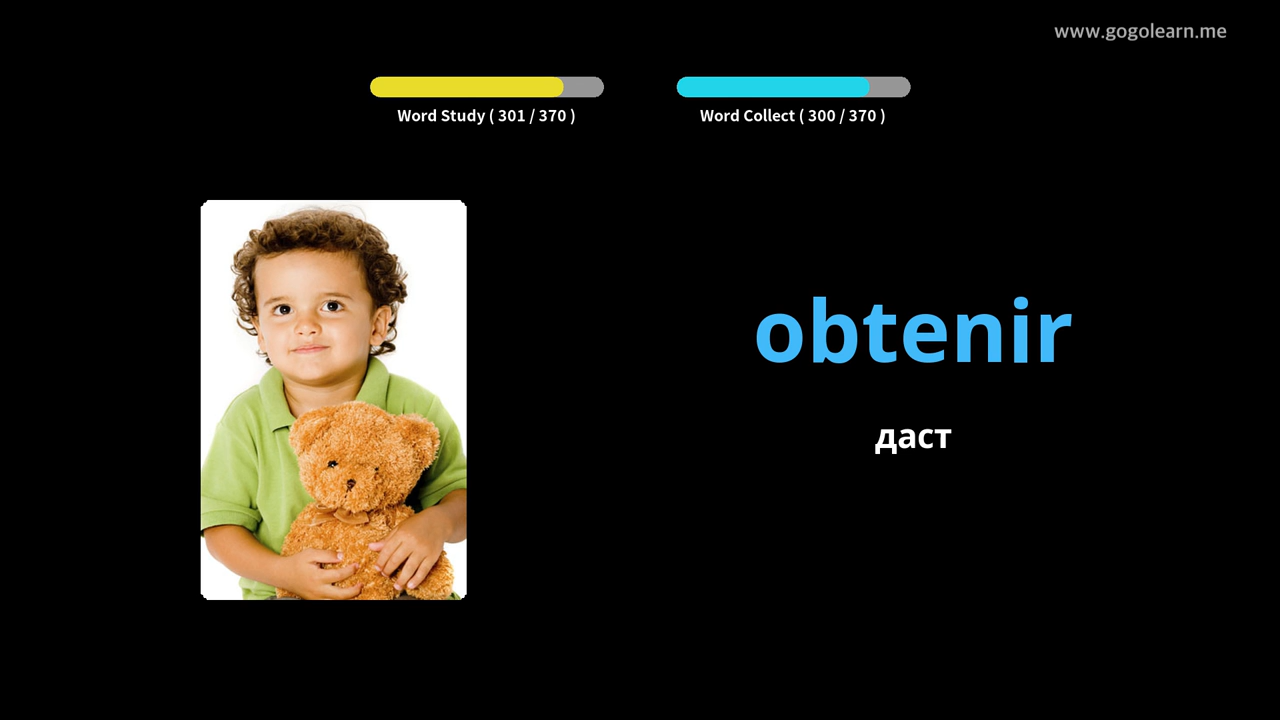 www.gogolearn.me
Word Study ( 301 / 370 )
Word Collect ( 300 / 370 )
obtenir
даст